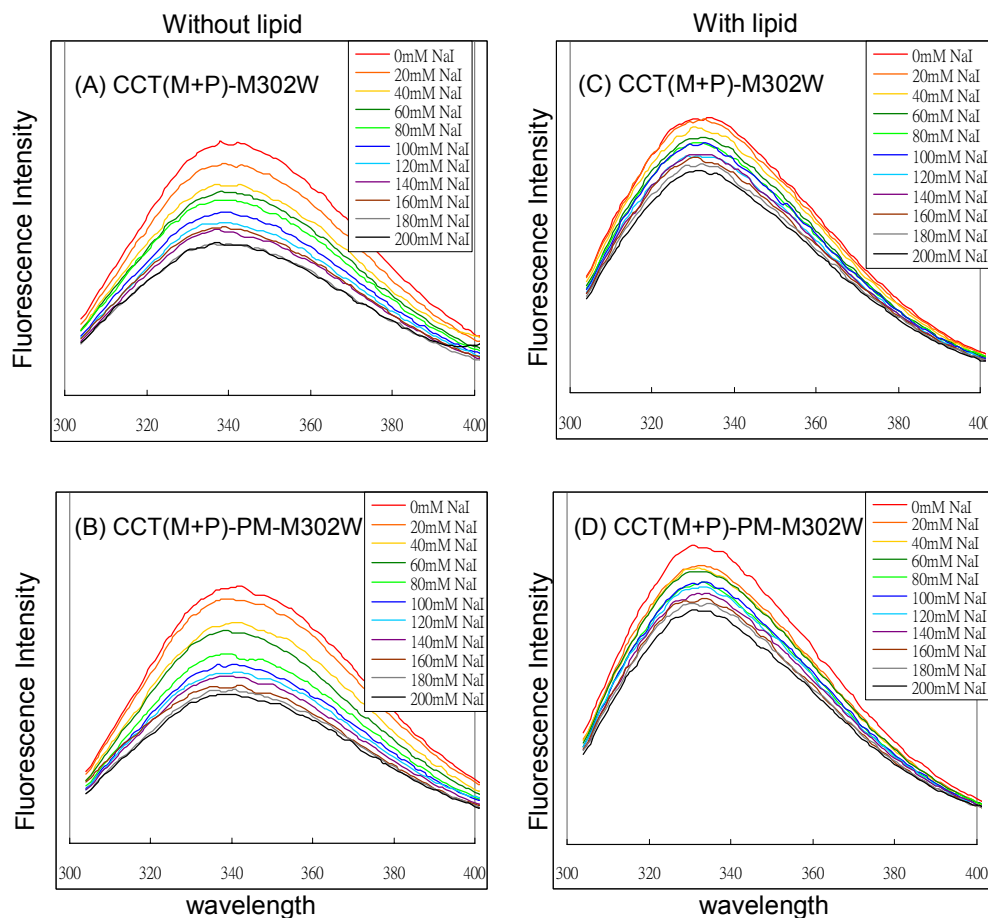 Without lipid
With lipid
(A) CCT(M+P)-M302W
0mM NaI
20mM NaI
40mM NaI
60mM NaI
80mM NaI
100mM NaI
120mM NaI
140mM NaI
160mM NaI
180mM NaI
200mM NaI
Fluorescence Intensity
300 320 340 360 380 400
(C) CCT(M+P)-M302W
0mM NaI
20mM NaI
40mM NaI
60mM NaI
80mM NaI
100mM NaI
120mM NaI
140mM NaI
160mM NaI
180mM NaI
200mM NaI
Fluorescence Intensity
300 320 340 360 380 400
(B) CCT(M+P)-PM-M302W
0mM NaI
20mM NaI
40mM NaI
60mM NaI
80mM NaI
100mM NaI
120mM NaI
140mM NaI
160mM NaI
180mM NaI
200mM NaI
Fluorescence Intensity
300 320 340 360 380 400
wavelength
(D) CCT(M+P)-PM-M302W
0mM NaI
20mM NaI
40mM NaI
60mM NaI
80mM NaI
100mM NaI
120mM NaI
140mM NaI
160mM NaI
180mM NaI
200mM NaI
Fluorescence Intensity
300 320 340 360 380 400
wavelength